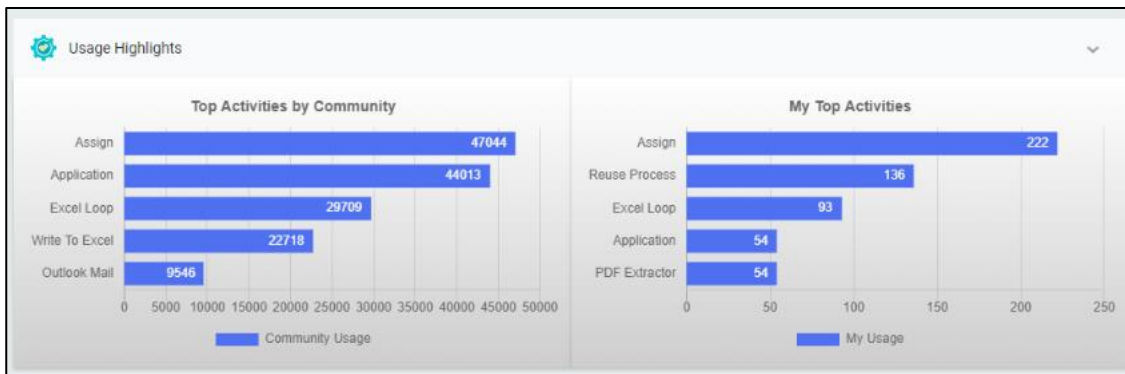 Usage Highlights
Top Activities by Community
Assign
47044
Application
44013
Excel Loop
29709
Write To Excel
22718
Outlook Mail
9546
0 5000 10000 15000 20000 25000 30000 35000 40000 45000 50000
Community Usage
My Top Activities
Assign
222
Reuse Process
136
Excel Loop
93
Application
54
PDF Extractor
54
0 50 100 150 200 250
My Usage